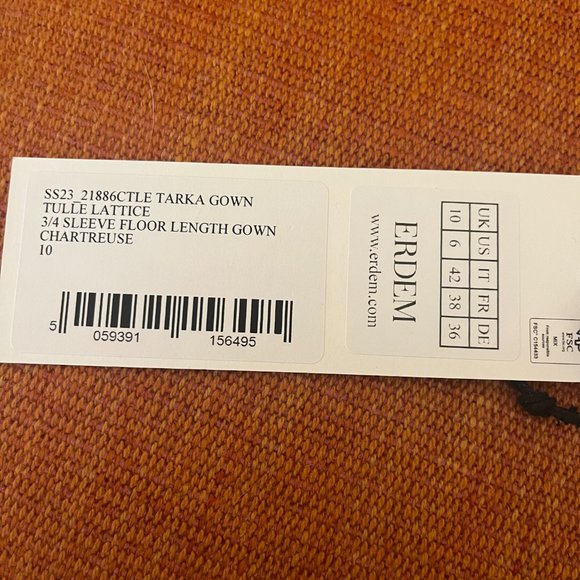 SS23_21886CTLE TARKA GOWN
TULLE LATTICE
3/4 SLEEVE FLOOR LENGTH GOWN
CHARTREUSE
10
5 059391 156495
ERDEM
www.erdem.com
UK US IT FR DE
10 6 42 38 36
FSC
MIX